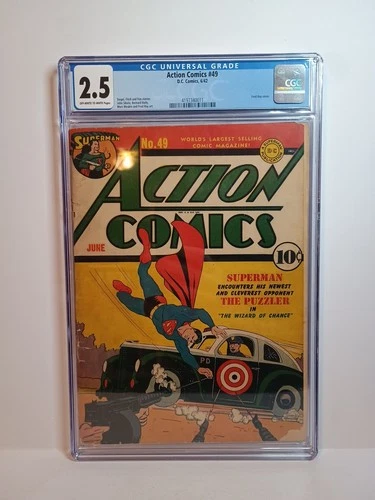 CGC UNIVERSAL GRADE
2.5
OFF-WHITE TO WHITE Pages
Action Comics #49
D.C. Comics, 6/42
CGC
SUPERMAN
No. 49
WORLD'S LARGEST SELLING
COMIC MAGAZINE!
ACTION
COMICS
JUNE
10¢
SUPERMAN
ENCOUNTERS HIS NEWEST
AND CLEVEREST OPPONENT
THE PUZZLER
IN
"THE WIZARD OF CHANCE"
PD